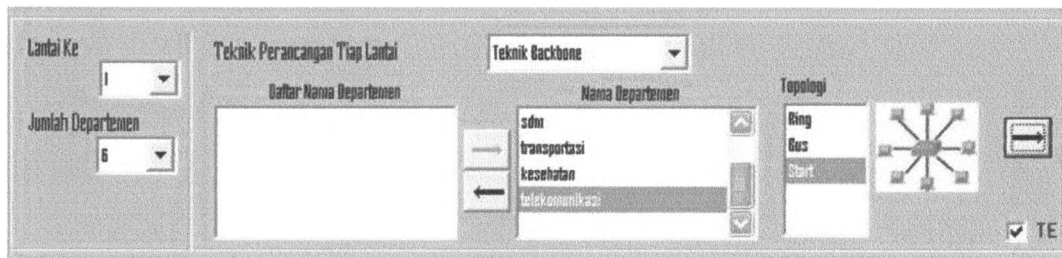 Lantai Ke
1
Jumlah Departemen
6
Teknik Perancangan Tiap Lantai
Teknik Backbone
Daftar Nama Departemen
Nama Departemen
sdm
transportasi
kesehatan
telekomunikasi
Topologi
Ring
Bus
Start
T.E